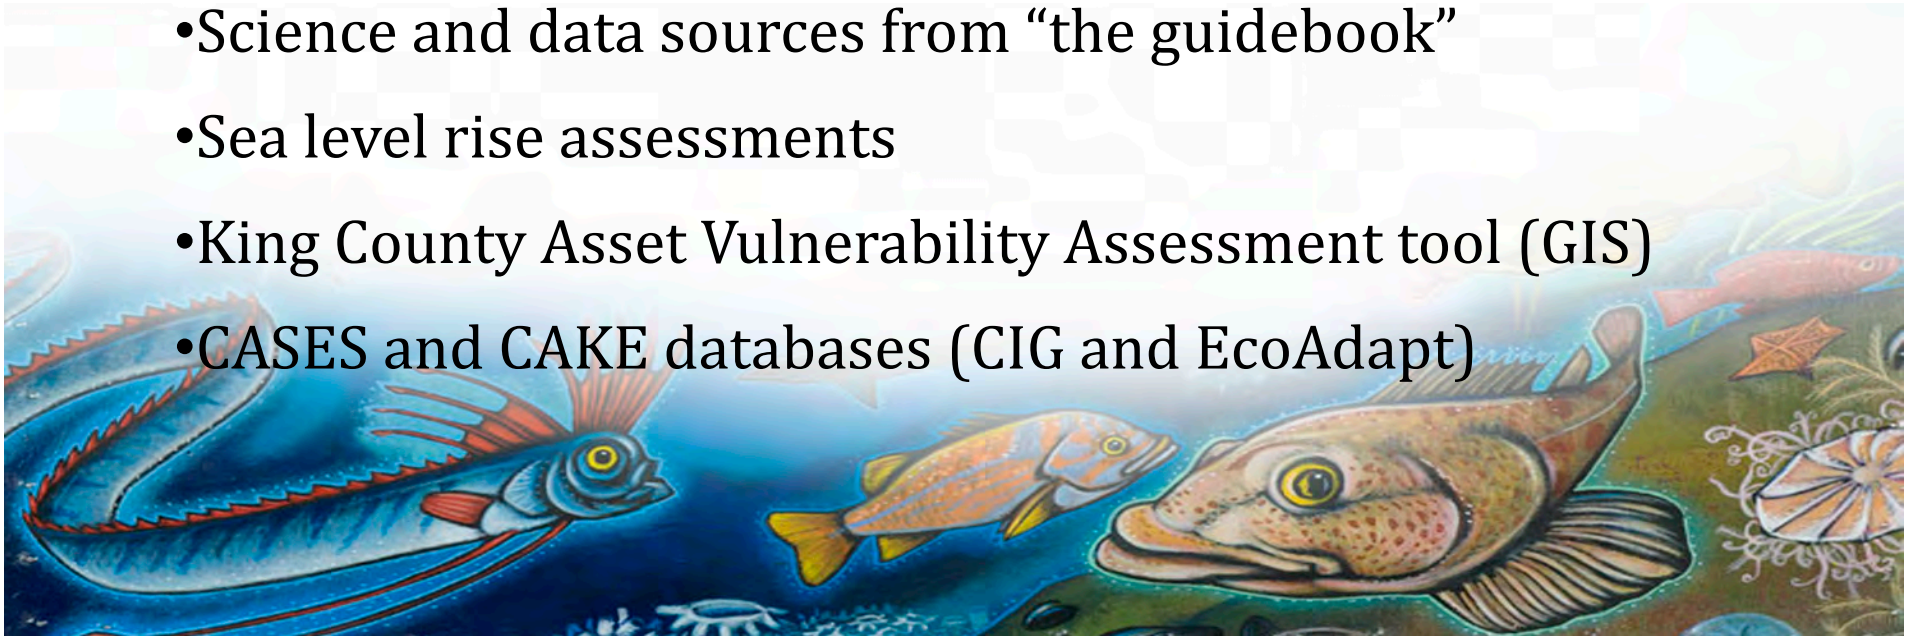 •Science and data sources from “the guidebook”
•Sea level rise assessments
•King County Asset Vulnerability Assessment tool (GIS)
•CASES and CAKE databases (CIG and EcoAdapt)